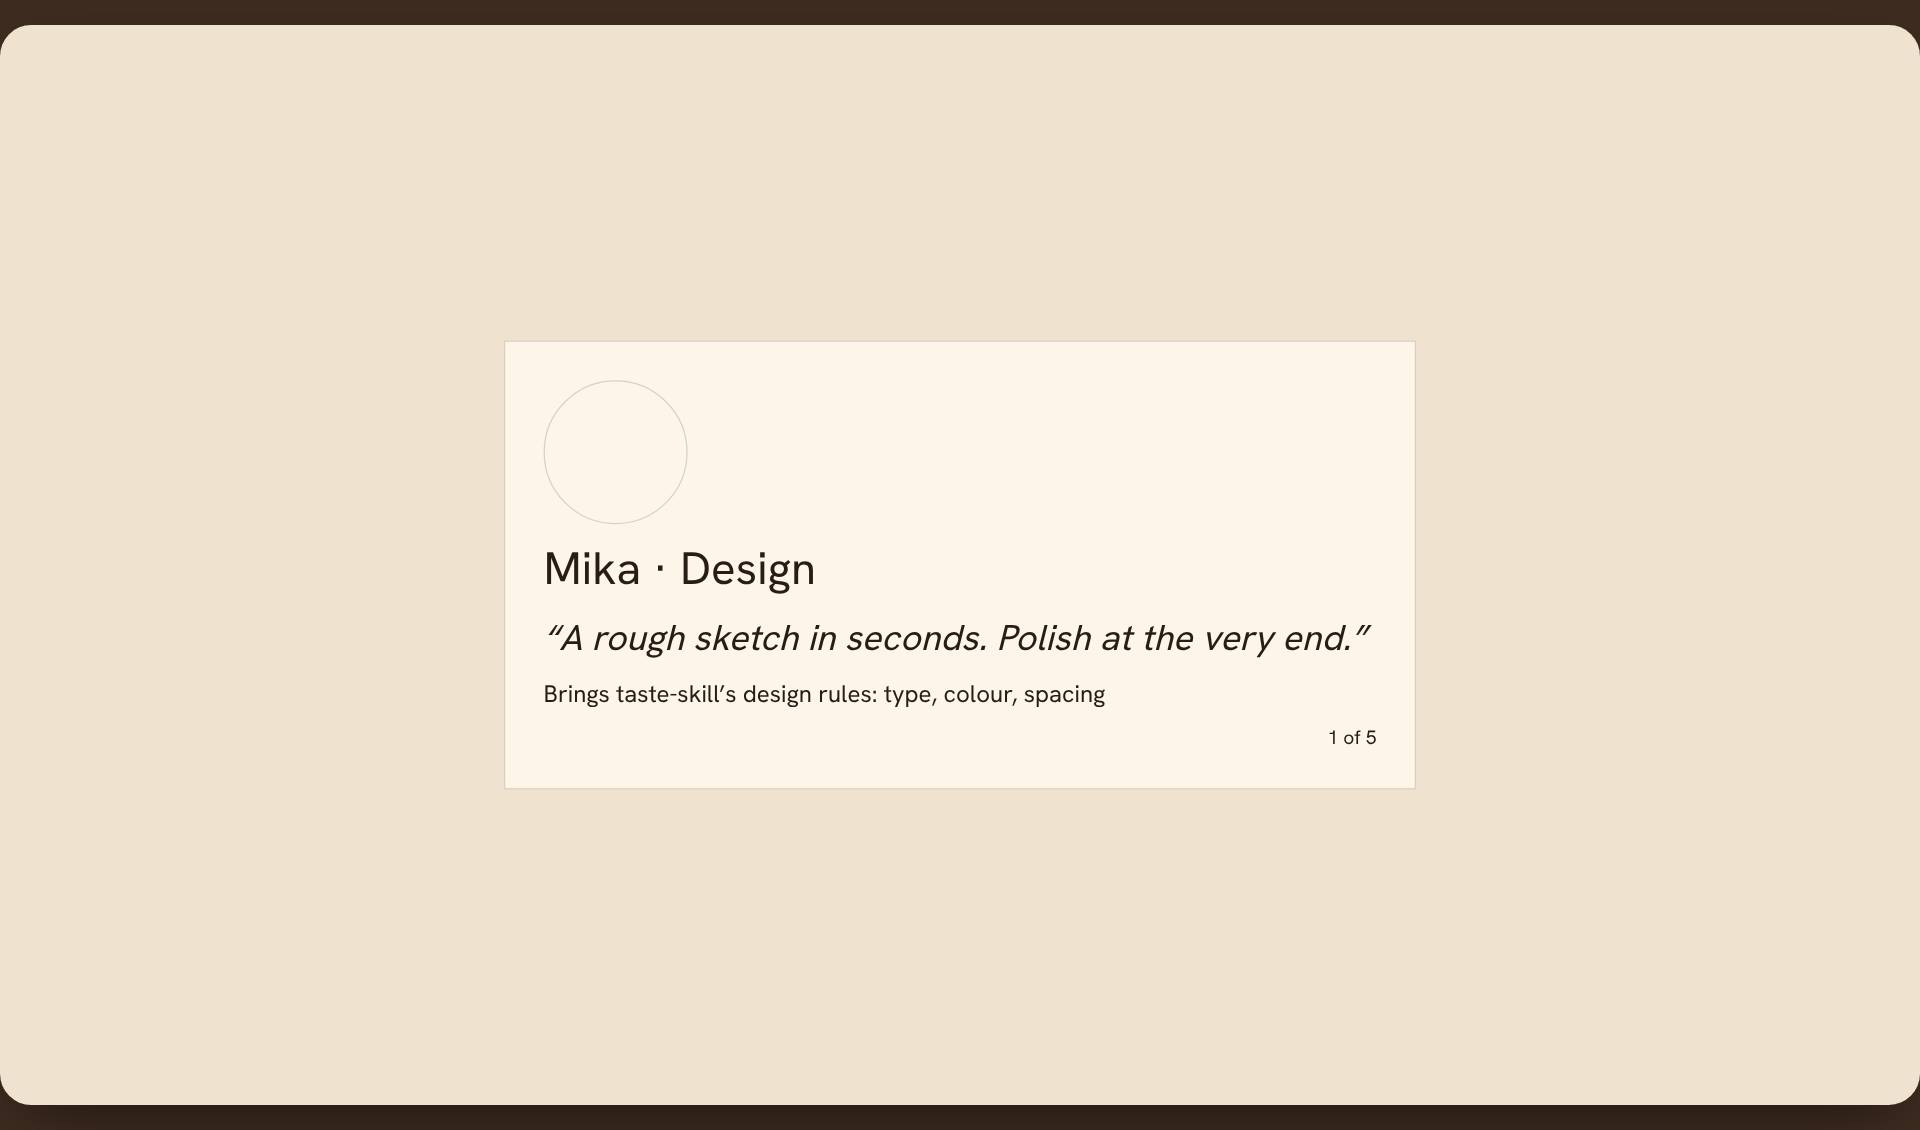 Mika · Design
“A rough sketch in seconds. Polish at the very end.”
Brings taste-skill’s design rules: type, colour, spacing
1 of 5